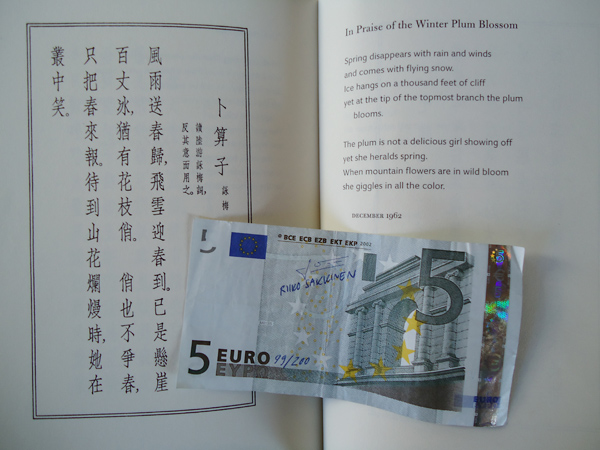 卜算子 詠梅
讀陸游詠梅詞,
反其意而用之。
風雨送春歸,飛雪迎春到。已是懸崖
百丈冰,猶有花枝俏。 俏也不爭春,
只把春來報。待到山花爛熳時,她在
叢中笑。
In Praise of the Winter Plum Blossom
Spring disappears with rain and winds
and comes with flying snow.
Ice hangs on a thousand feet of cliff
yet at the tip of the topmost branch the plum
blooms.
The plum is not a delicious girl showing off
yet she heralds spring.
When mountain flowers are in wild bloom
she giggles in all the color.
DECEMBER 1962
© BCE ECB EZB EKT EKP 2002
RIIKO SAKKINEN
5
5 EURO
ΕΥΡΩ
99/200
EURO